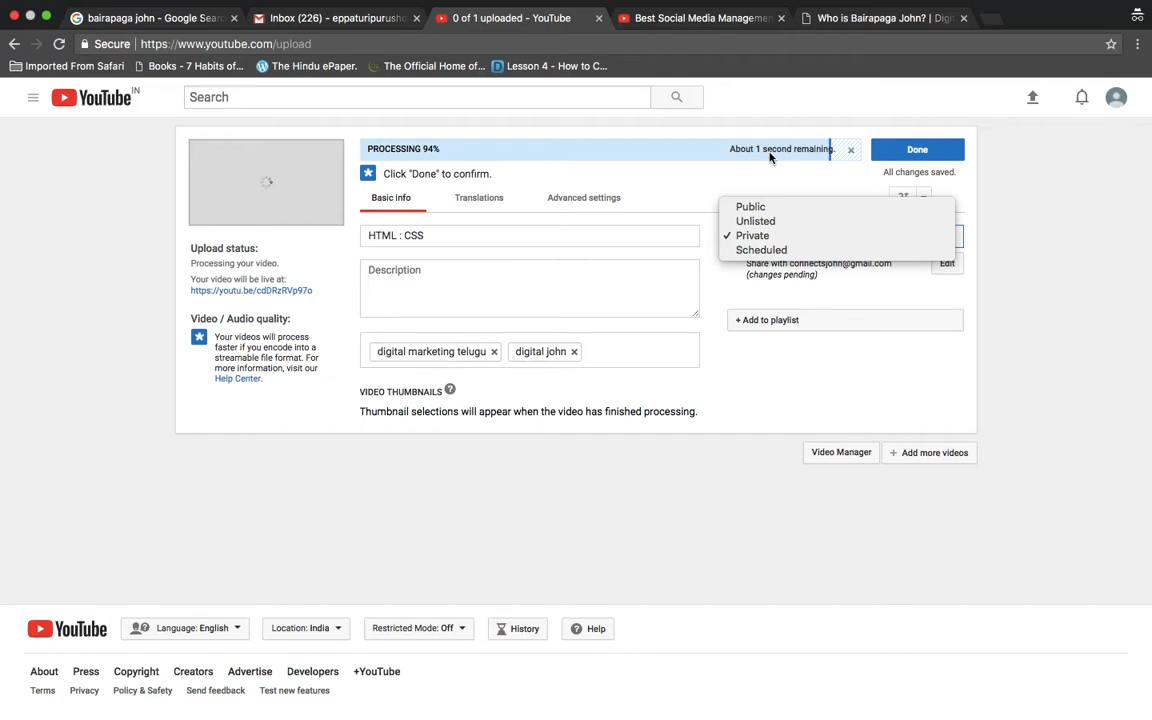 bairapaga john - Google Sear
Inbox (226) - eppaturipurusho
0 of 1 uploaded - YouTube
Best Social Media Managemen
Who is Bairapaga John? | Digi
Secure | https://www.youtube.com/upload
Imported From Safari
Books - 7 Habits of...
The Hindu ePaper.
The Official Home of...
Lesson 4 - How to C...
YouTube IN
Search
PROCESSING 94%
About 1 second remaining.
Done
Click "Done" to confirm.
All changes saved.
Basic info
Translations
Advanced settings
Public
Unlisted
Private
Scheduled
HTML : CSS
Share with connectsjohn@gmail.com
(changes pending)
Edit
Description
Upload status:
Processing your video.
Your video will be live at:
https://youtu.be/cdDRzRVp97o
+ Add to playlist
Video / Audio quality:
Your videos will process
faster if you encode into a
streamable file format. For
more information, visit our
Help Center.
digital marketing telugu
digital john
VIDEO THUMBNAILS
Thumbnail selections will appear when the video has finished processing.
Video Manager
+ Add more videos
YouTube
Language: English
Location: India
Restricted Mode: Off
History
Help
About
Press
Copyright
Creators
Advertise
Developers
+YouTube
Terms
Privacy
Policy & Safety
Send feedback
Test new features